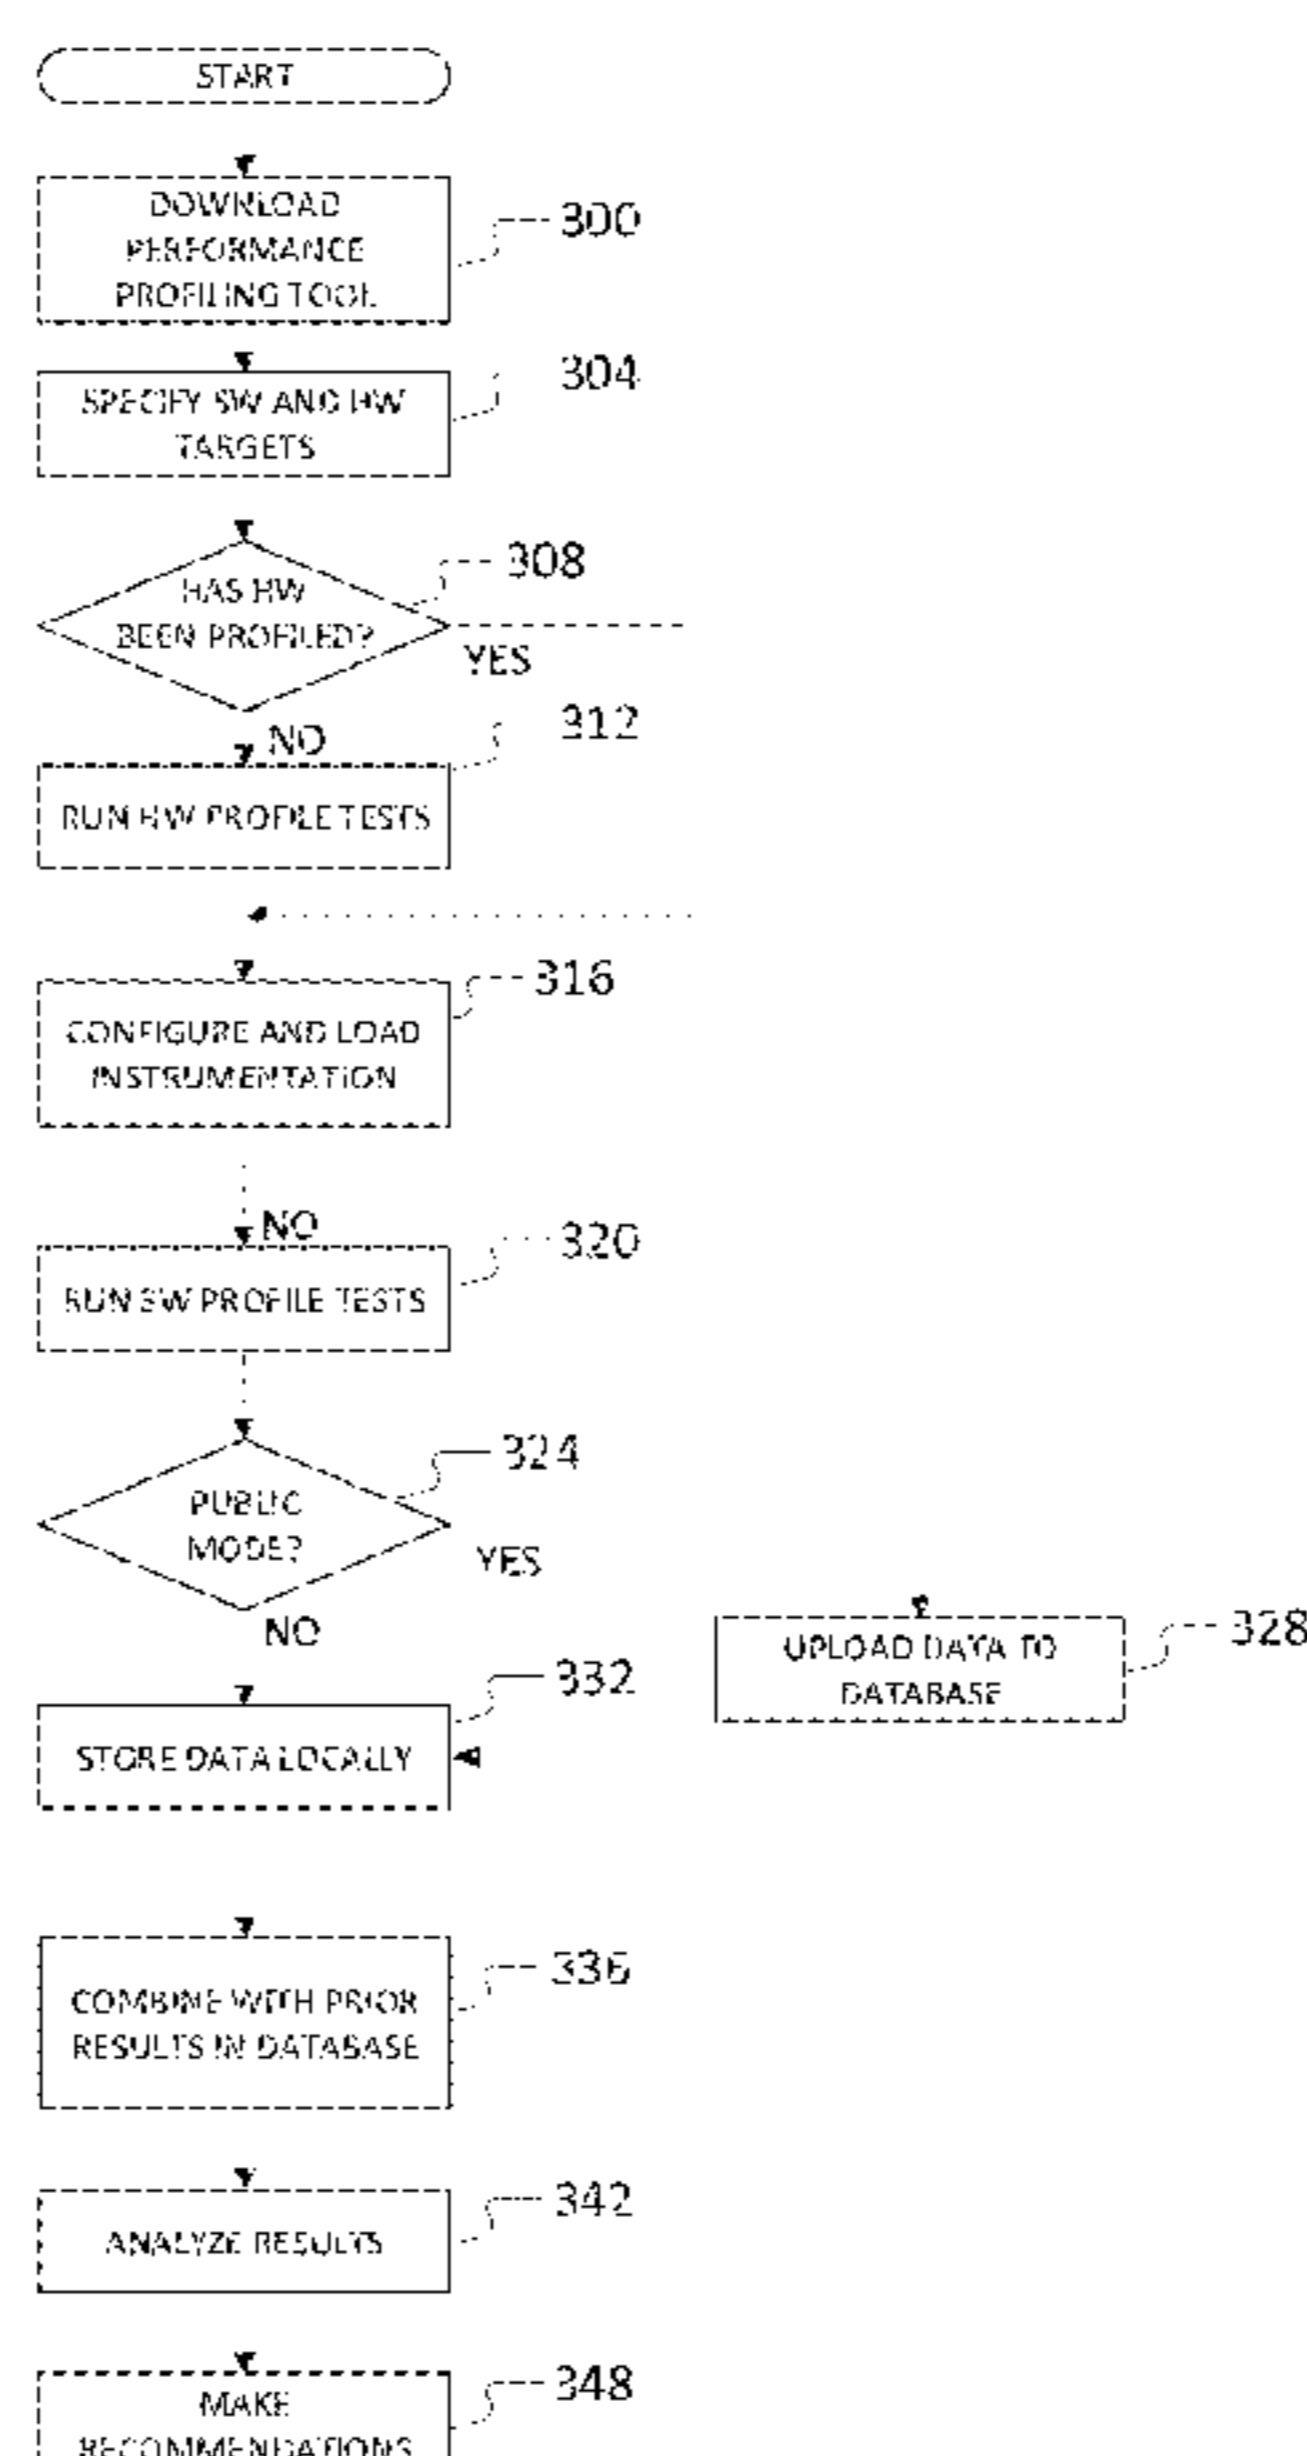 START
DOWNLOAD
PERFORMANCE
PROFILING TOOL
300
SPECIFY SW AND HW
TARGETS
304
HAS HW
BEEN PROFILED?
308
YES
NO
312
RUN HW PROFILE TESTS
CONFIGURE AND LOAD
INSTRUMENTATION
316
NO
RUN SW PROFILE TESTS
320
PUBLIC
MODE?
324
YES
NO
UPLOAD DATA TO
DATABASE
328
STORE DATA LOCALLY
332
COMBINE WITH PRIOR
RESULTS IN DATABASE
336
ANALYZE RESULTS
342
MAKE
RECOMMENDATIONS
348